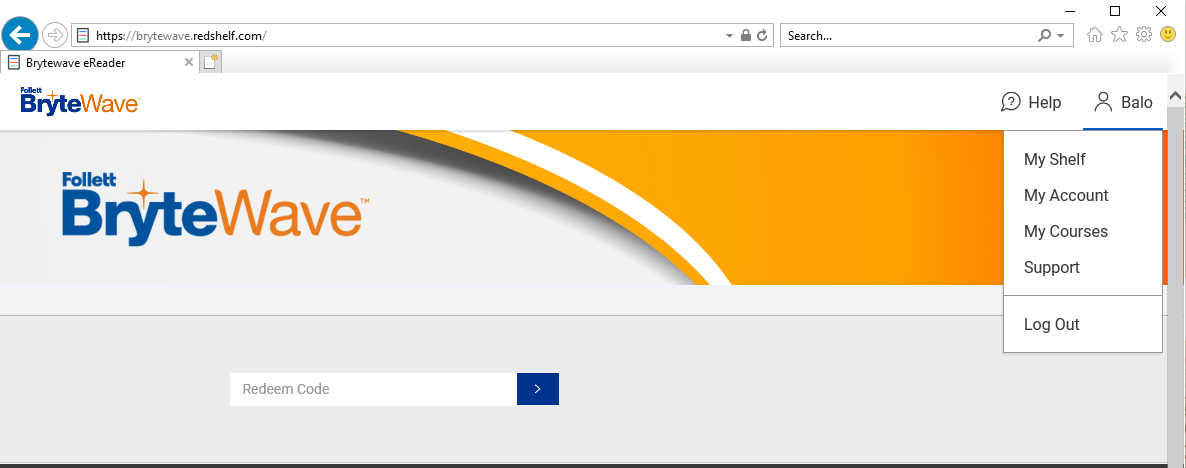 https://brytewave.redshelf.com/
Search...
Brytewave eReader
Follett
BryteWave
Help
Balo
Follett
BryteWave™
My Shelf
My Account
My Courses
Support
Log Out
Redeem Code